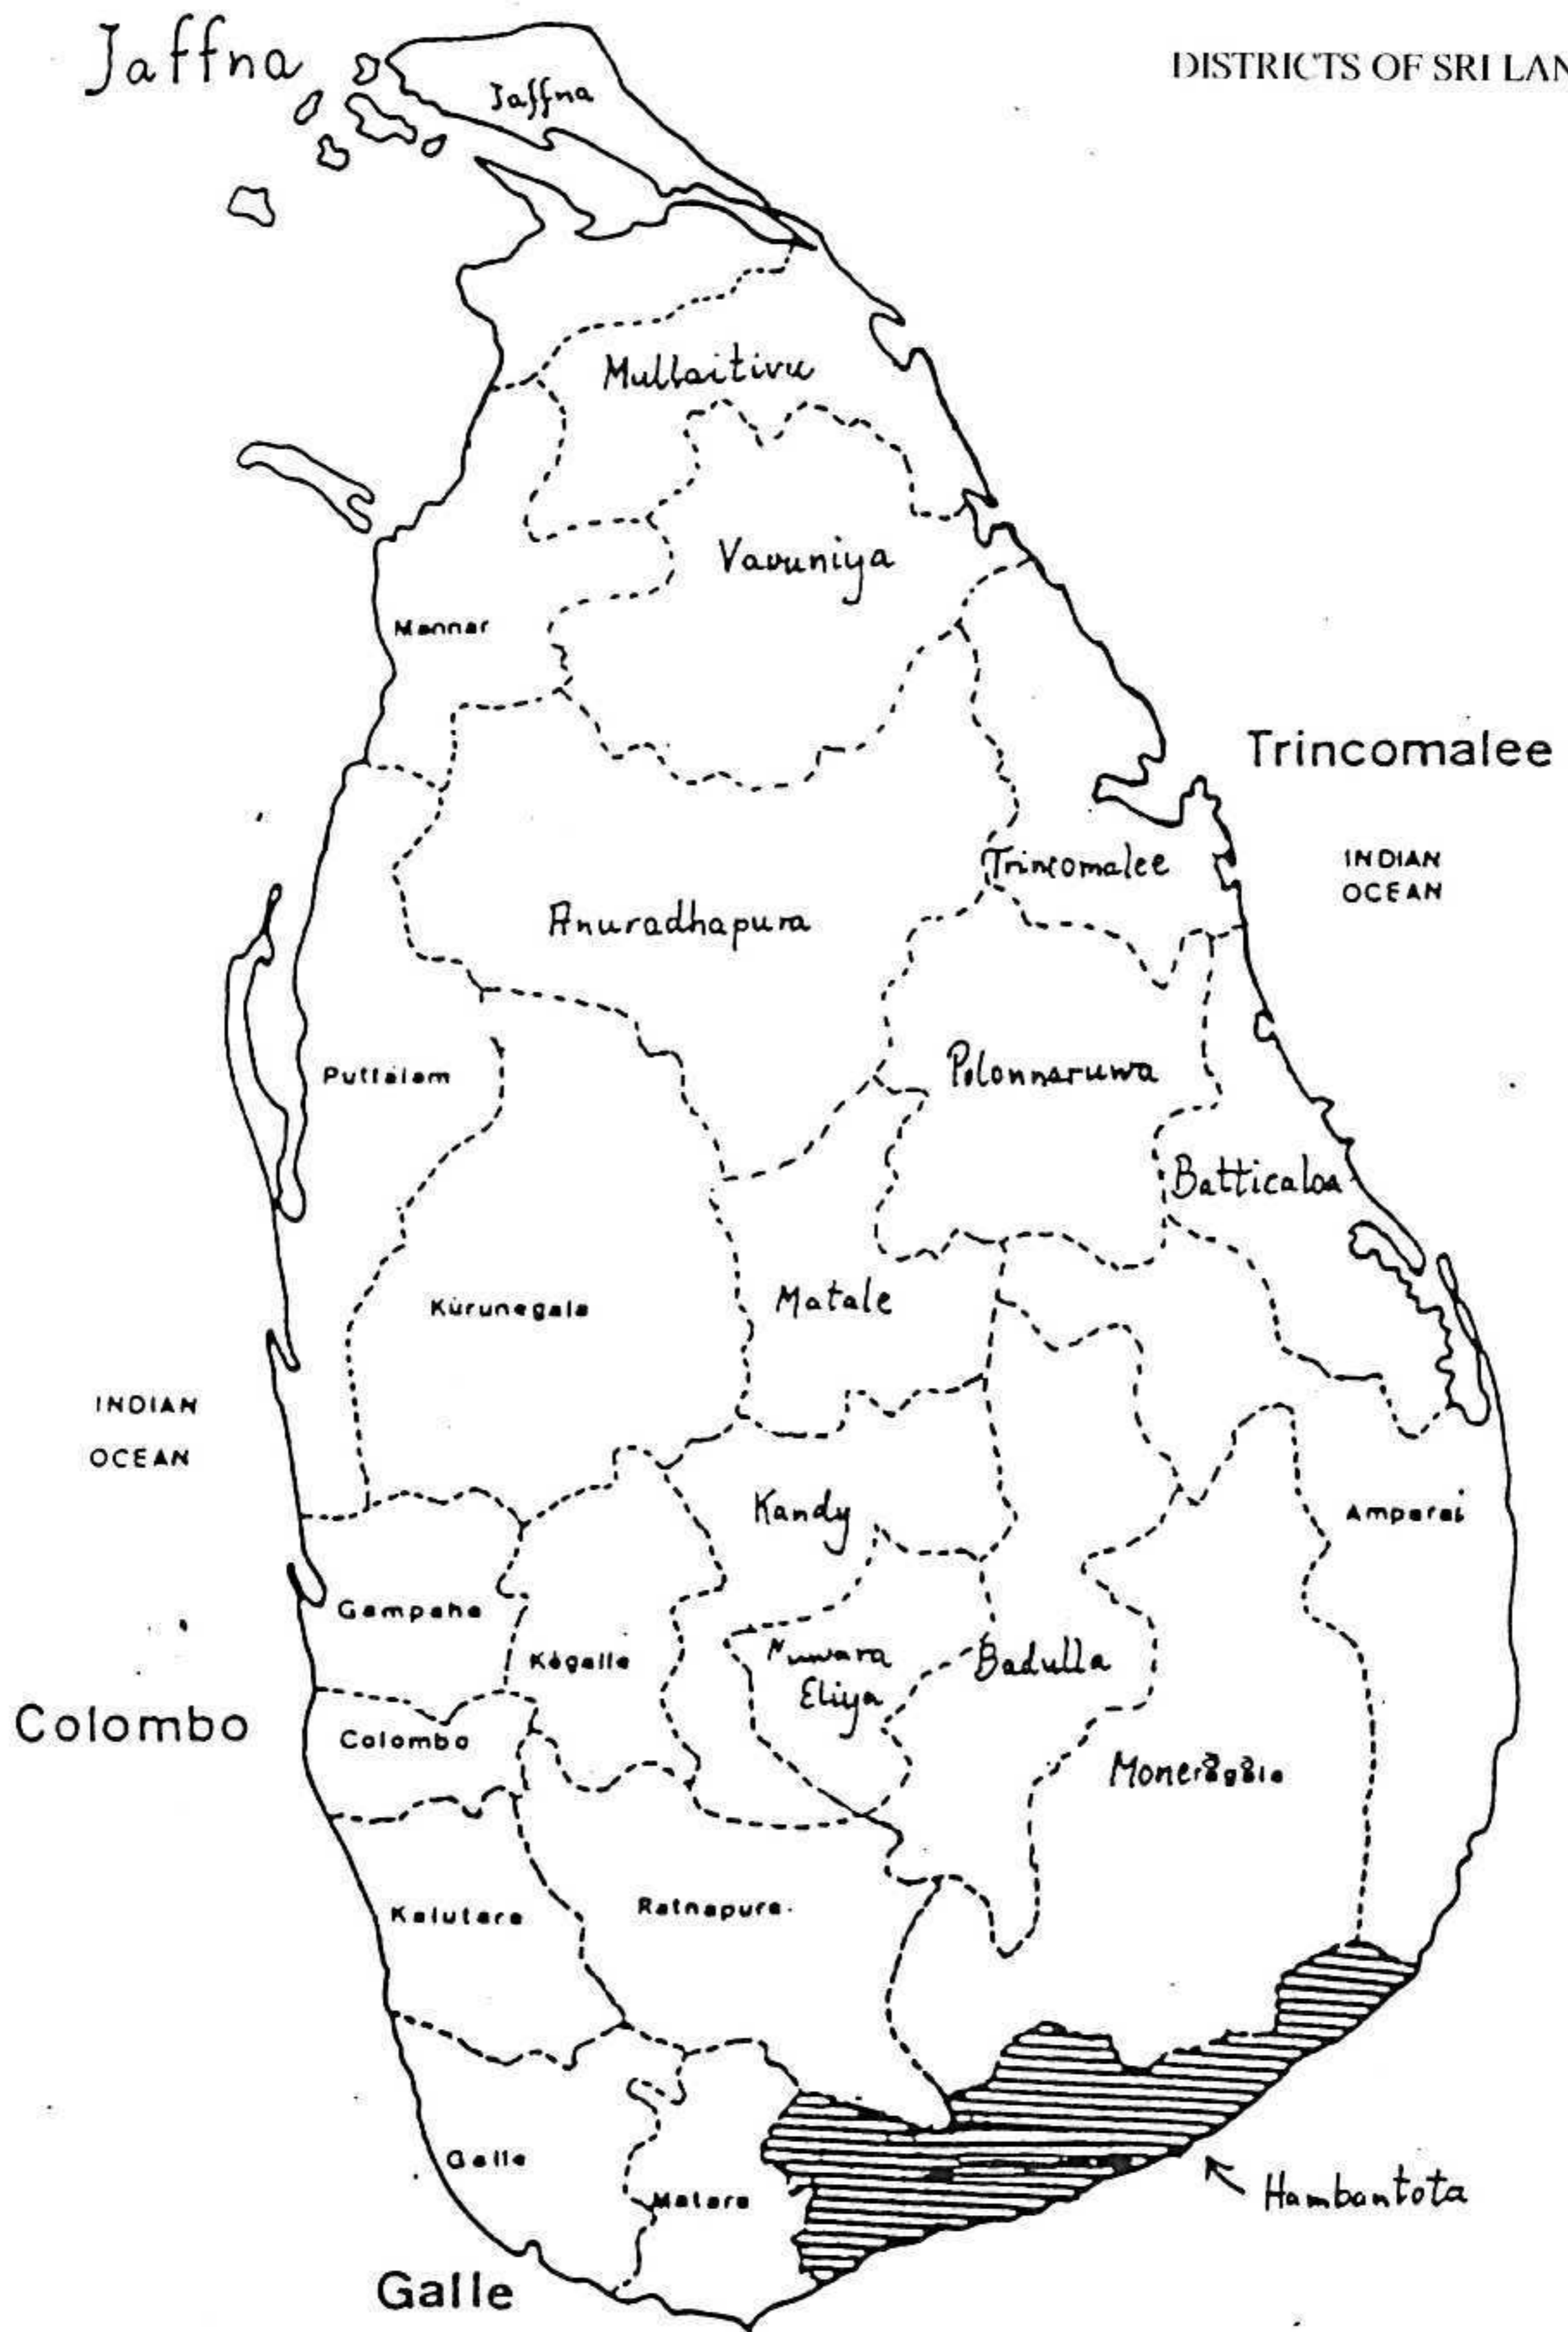 Jaffna
DISTRICTS OF SRI LAN
Jaffna
Mullaitivu
Vavuniya
Mannar
Trincomalee
Trincomalee
INDIAN
OCEAN
Anuradhapura
Puttalam
Polonnaruwa
Batticaloa
Kurunegala
Matale
INDIAN
OCEAN
Kandy
Amparai
Gampaha
Kegalle
Nuwara
Eliya
Badulla
Colombo
Colombo
Moneragala
Kalutara
Ratnapura
Galle
Matara
Hambantota
Galle